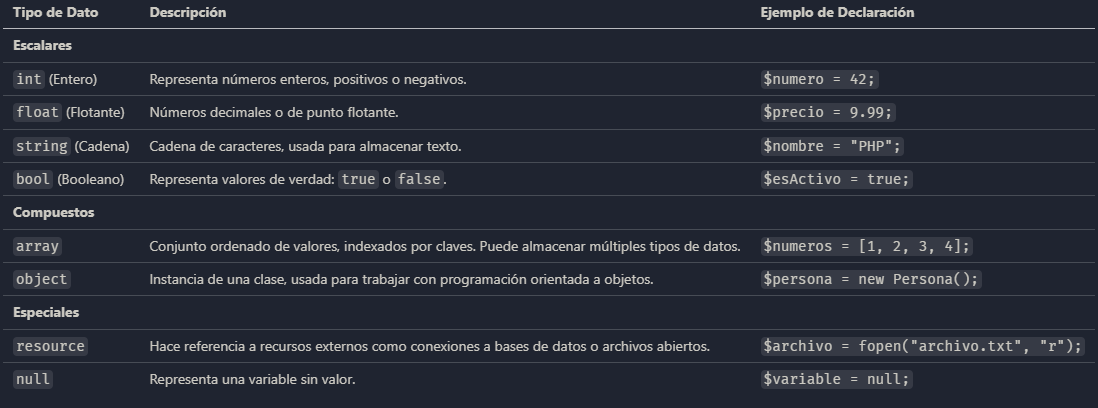 Tipo de Dato Descripción Ejemplo de Declaración
Escalares
int (Entero) Representa números enteros, positivos o negativos. $numero = 42;
float (Flotante) Números decimales o de punto flotante. $precio = 9.99;
string (Cadena) Cadena de caracteres, usada para almacenar texto. $nombre = "PHP";
bool (Booleano) Representa valores de verdad: true o false. $esActivo = true;
Compuestos
array Conjunto ordenado de valores, indexados por claves. Puede almacenar múltiples tipos de datos. $numeros = [1, 2, 3, 4];
object Instancia de una clase, usada para trabajar con programación orientada a objetos. $persona = new Persona();
Especiales
resource Hace referencia a recursos externos como conexiones a bases de datos o archivos abiertos. $archivo = fopen("archivo.txt", "r");
null Representa una variable sin valor. $variable = null;